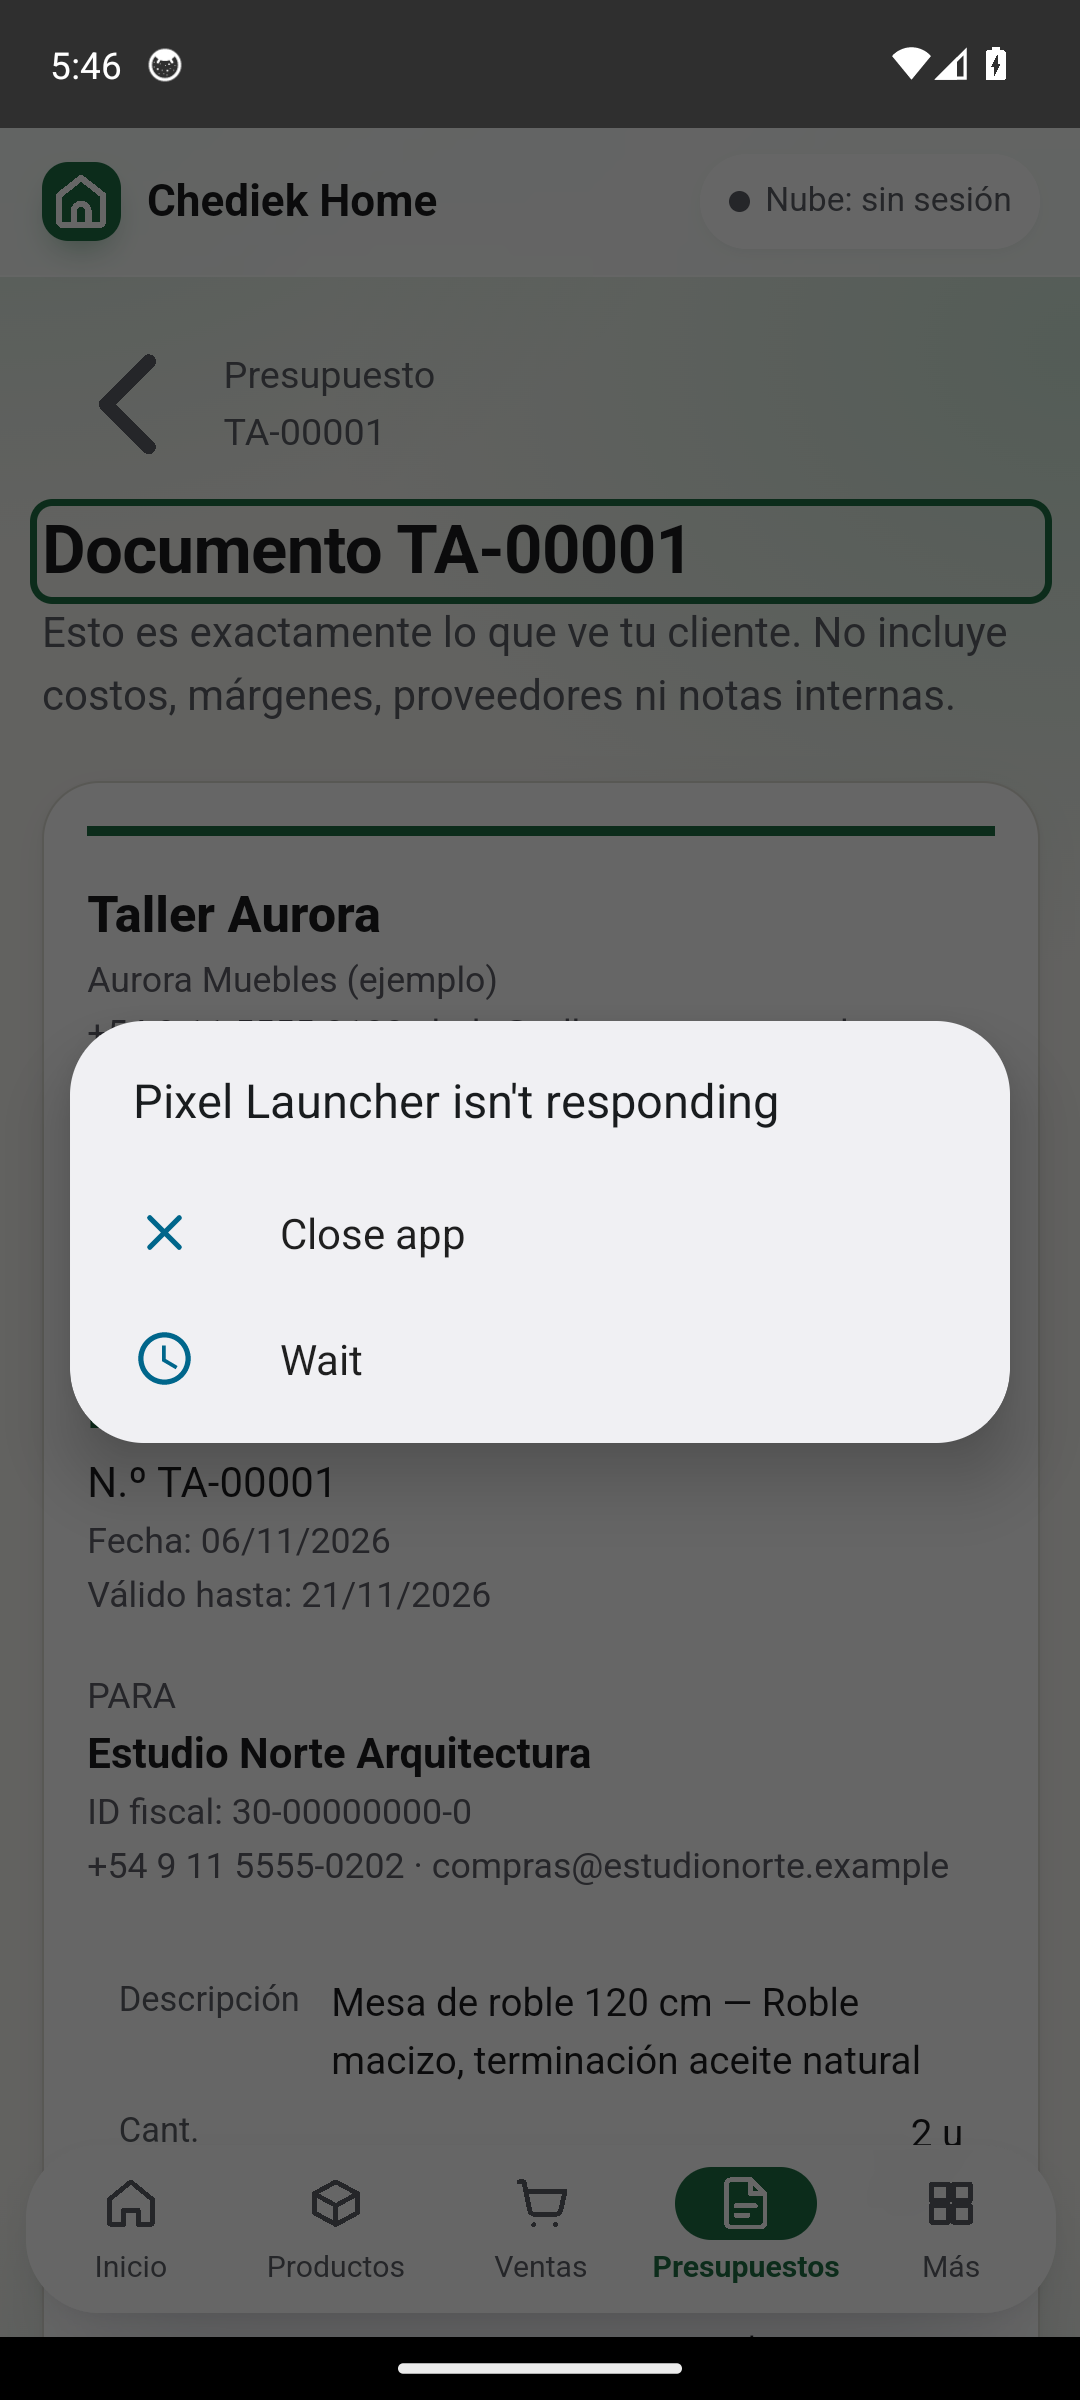 5:46
Chediek Home
Nube: sin sesión
Presupuesto
TA-00001
Documento TA-00001
Esto es exactamente lo que ve tu cliente. No incluye
costos, márgenes, proveedores ni notas internas.
Taller Aurora
Aurora Muebles (ejemplo)
Pixel Launcher isn't responding
Close app
Wait
N.º TA-00001
Fecha: 06/11/2026
Válido hasta: 21/11/2026
PARA
Estudio Norte Arquitectura
ID fiscal: 30-00000000-0
+54 9 11 5555-0202 · compras@estudionorte.example
Descripción
Mesa de roble 120 cm — Roble
macizo, terminación aceite natural
Cant.
2 u
Inicio
Productos
Ventas
Presupuestos
Más